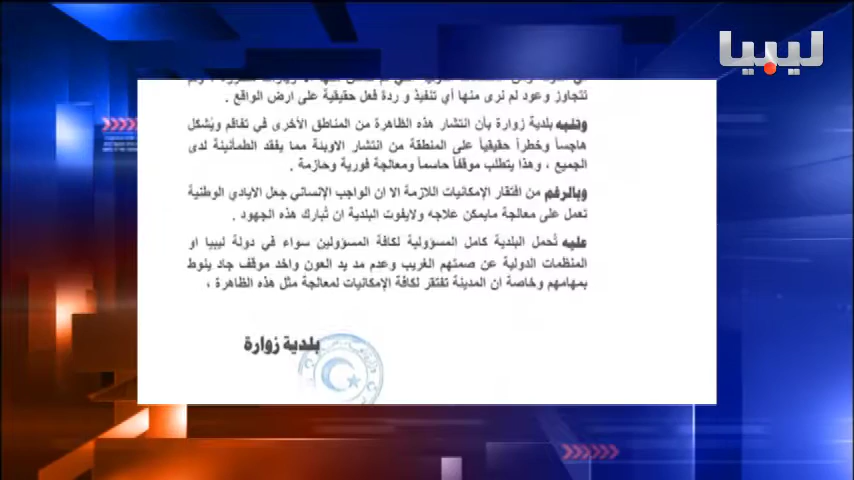 ليبيا
تتجاوز وعود لم نرى منها أي تنفيذ و ردة فعل حقيقية على ارض الواقع .
وتنبه بلدية زوارة بأن انتشار هذه الظاهرة من المناطق الأخرى في تفاقم ويُشكل
هاجساً وخطراً حقيقياً على المنطقة من انتشار الاوبئة مما يفقد الطمأنينة لدى
الجميع ، وهذا يتطلب موقفاً حاسماً ومعالجة فورية وحازمة .
وبالرغم من افتقار الإمكانيات اللازمة الا ان الواجب الإنساني جعل الايادي الوطنية
تعمل على معالجة مايمكن علاجه ولايفوت البلدية ان تُبارك هذه الجهود .
عليه تُحمل البلدية كامل المسؤولية لكافة المسؤولين سواء في دولة ليبيا او
المنظمات الدولية عن صمتهم الغريب وعدم مد يد العون واخد موقف جاد ينوط
بمهامهم وخاصة ان المدينة تفتقر لكافة الإمكانيات لمعالجة مثل هذه الظاهرة ،
بلدية زوارة